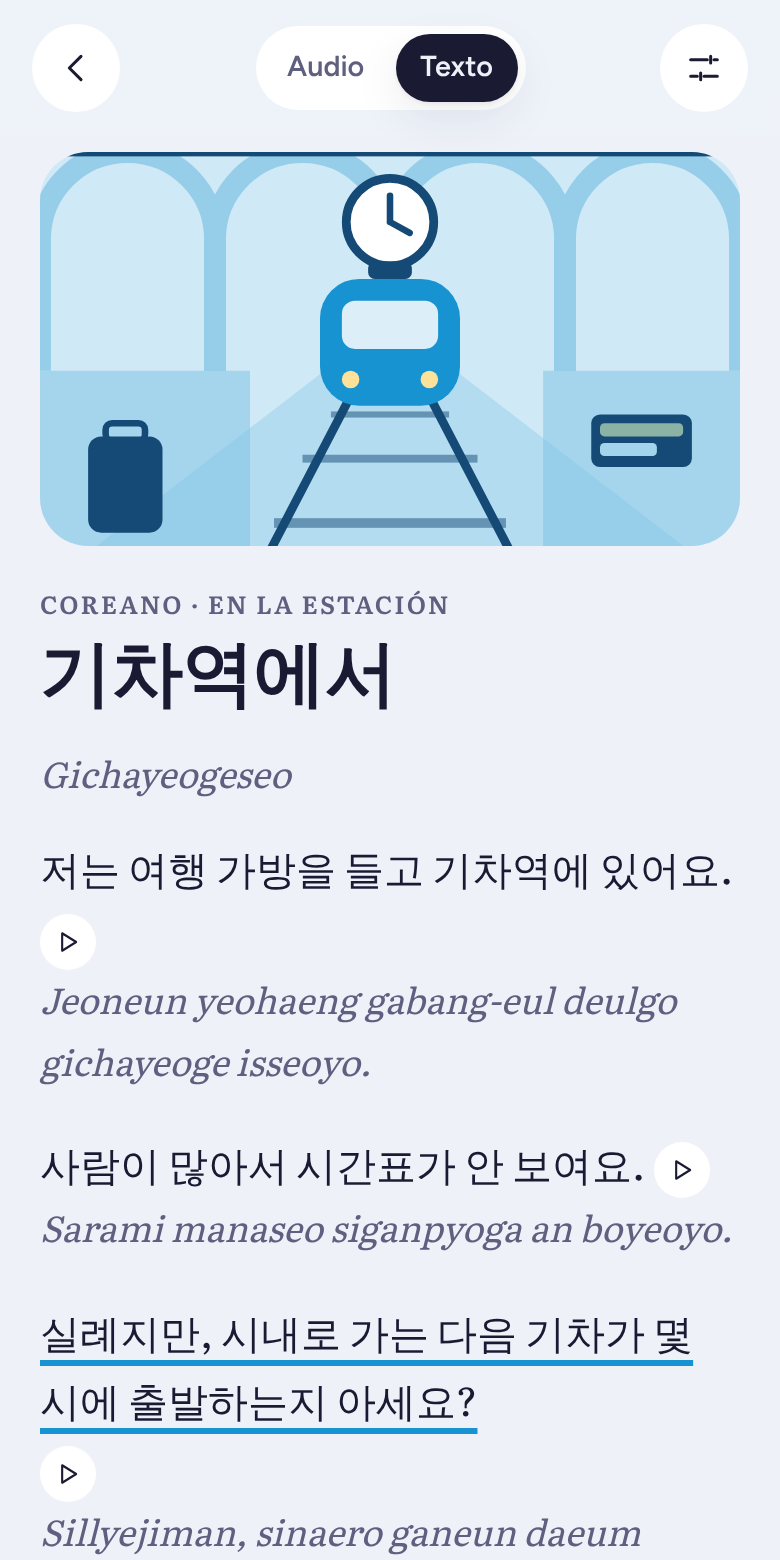 Audio
Texto
COREANO · EN LA ESTACIÓN
기차역에서
Gichayeogeseo
저는 여행 가방을 들고 기차역에 있어요.
Jeoneun yeohaeng gabang-eul deulgo
gichayeoge isseoyo.
사람이 많아서 시간표가 안 보여요.
Sarami manaseo siganpyoga an boyeoyo.
실례지만, 시내로 가는 다음 기차가 몇
시에 출발하는지 아세요?
Sillyejiman, sinaero ganeun daeum